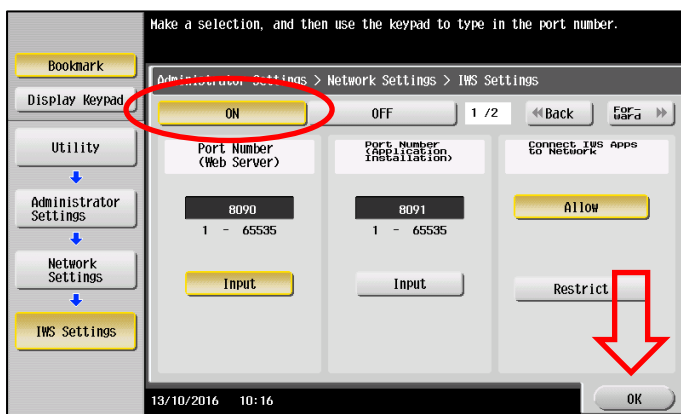 Make a selection, and then use the keypad to type in the port number.
Bookmark
Display Keypad
Administrator Settings > Network Settings > IWS Settings
ON
OFF
1 /2
Back
For-
ward
Utility
Administrator
Settings
Network
Settings
IWS Settings
Port Number
(Web Server)
8090
1 - 65535
Input
Port Number
(Application
Installation)
8091
1 - 65535
Input
Connect IWS Apps
to Network
Allow
Restrict
13/10/2016 10:16
OK